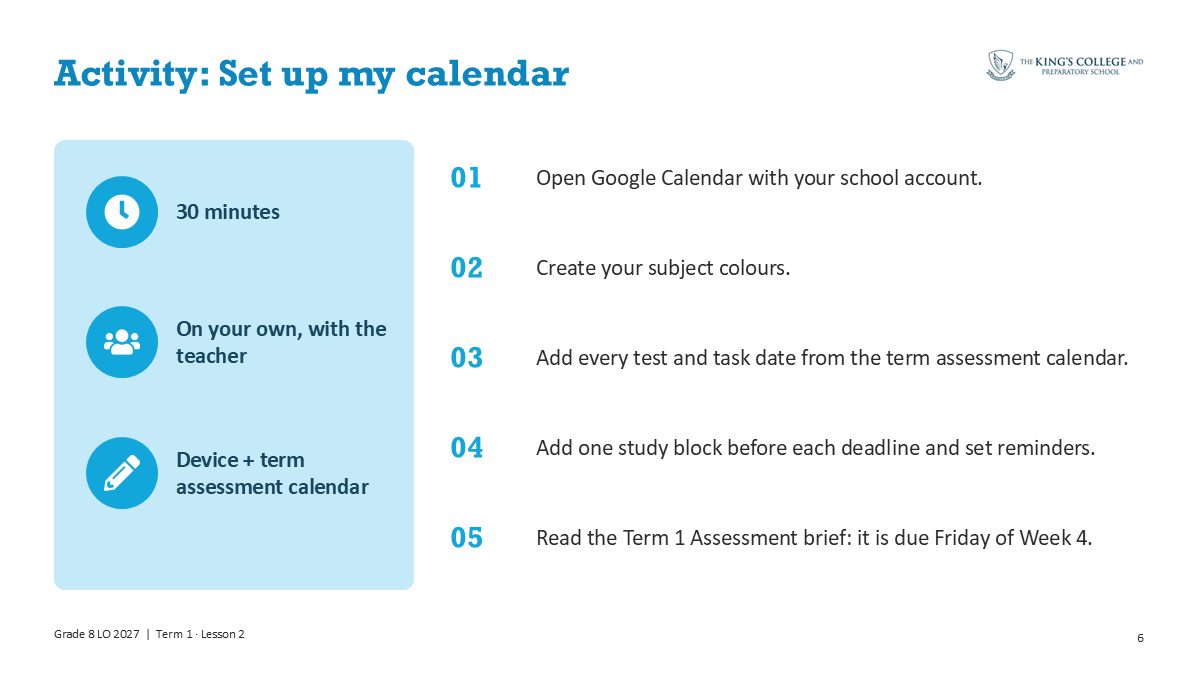 Activity: Set up my calendar
THE KING'S COLLEGE AND
PREPARATORY SCHOOL
30 minutes
On your own, with the
teacher
Device + term
assessment calendar
01 Open Google Calendar with your school account.
02 Create your subject colours.
03 Add every test and task date from the term assessment calendar.
04 Add one study block before each deadline and set reminders.
05 Read the Term 1 Assessment brief: it is due Friday of Week 4.
Grade 8 LO 2027 | Term 1 · Lesson 2
6